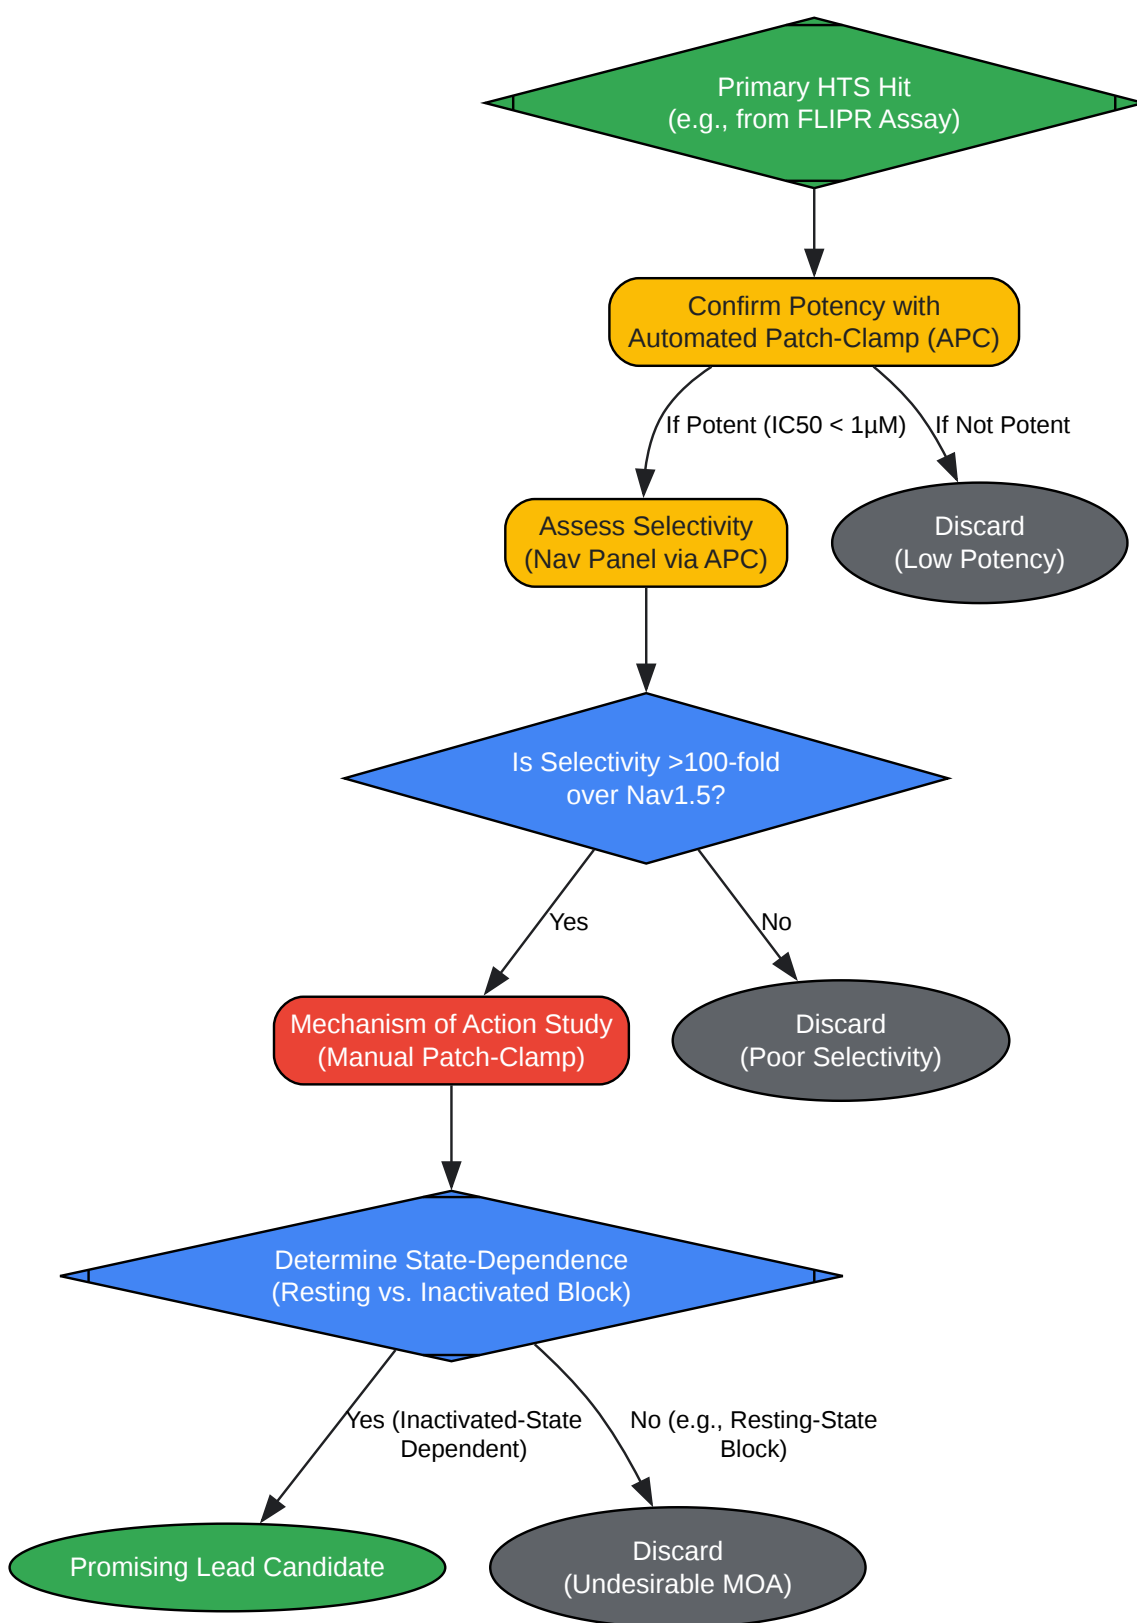 Primary HTS Hit
(e.g., from FLIPR Assay)
Confirm Potency with
Automated Patch-Clamp (APC)
If Potent (IC50 < 1µM)
If Not Potent
Assess Selectivity
(Nav Panel via APC)
Discard
(Low Potency)
Is Selectivity >100-fold
over Nav1.5?
Yes
No
Mechanism of Action Study
(Manual Patch-Clamp)
Discard
(Poor Selectivity)
Determine State-Dependence
(Resting vs. Inactivated Block)
Yes (Inactivated-State
Dependent)
No (e.g., Resting-State
Block)
Promising Lead Candidate
Discard
(Undesirable MOA)